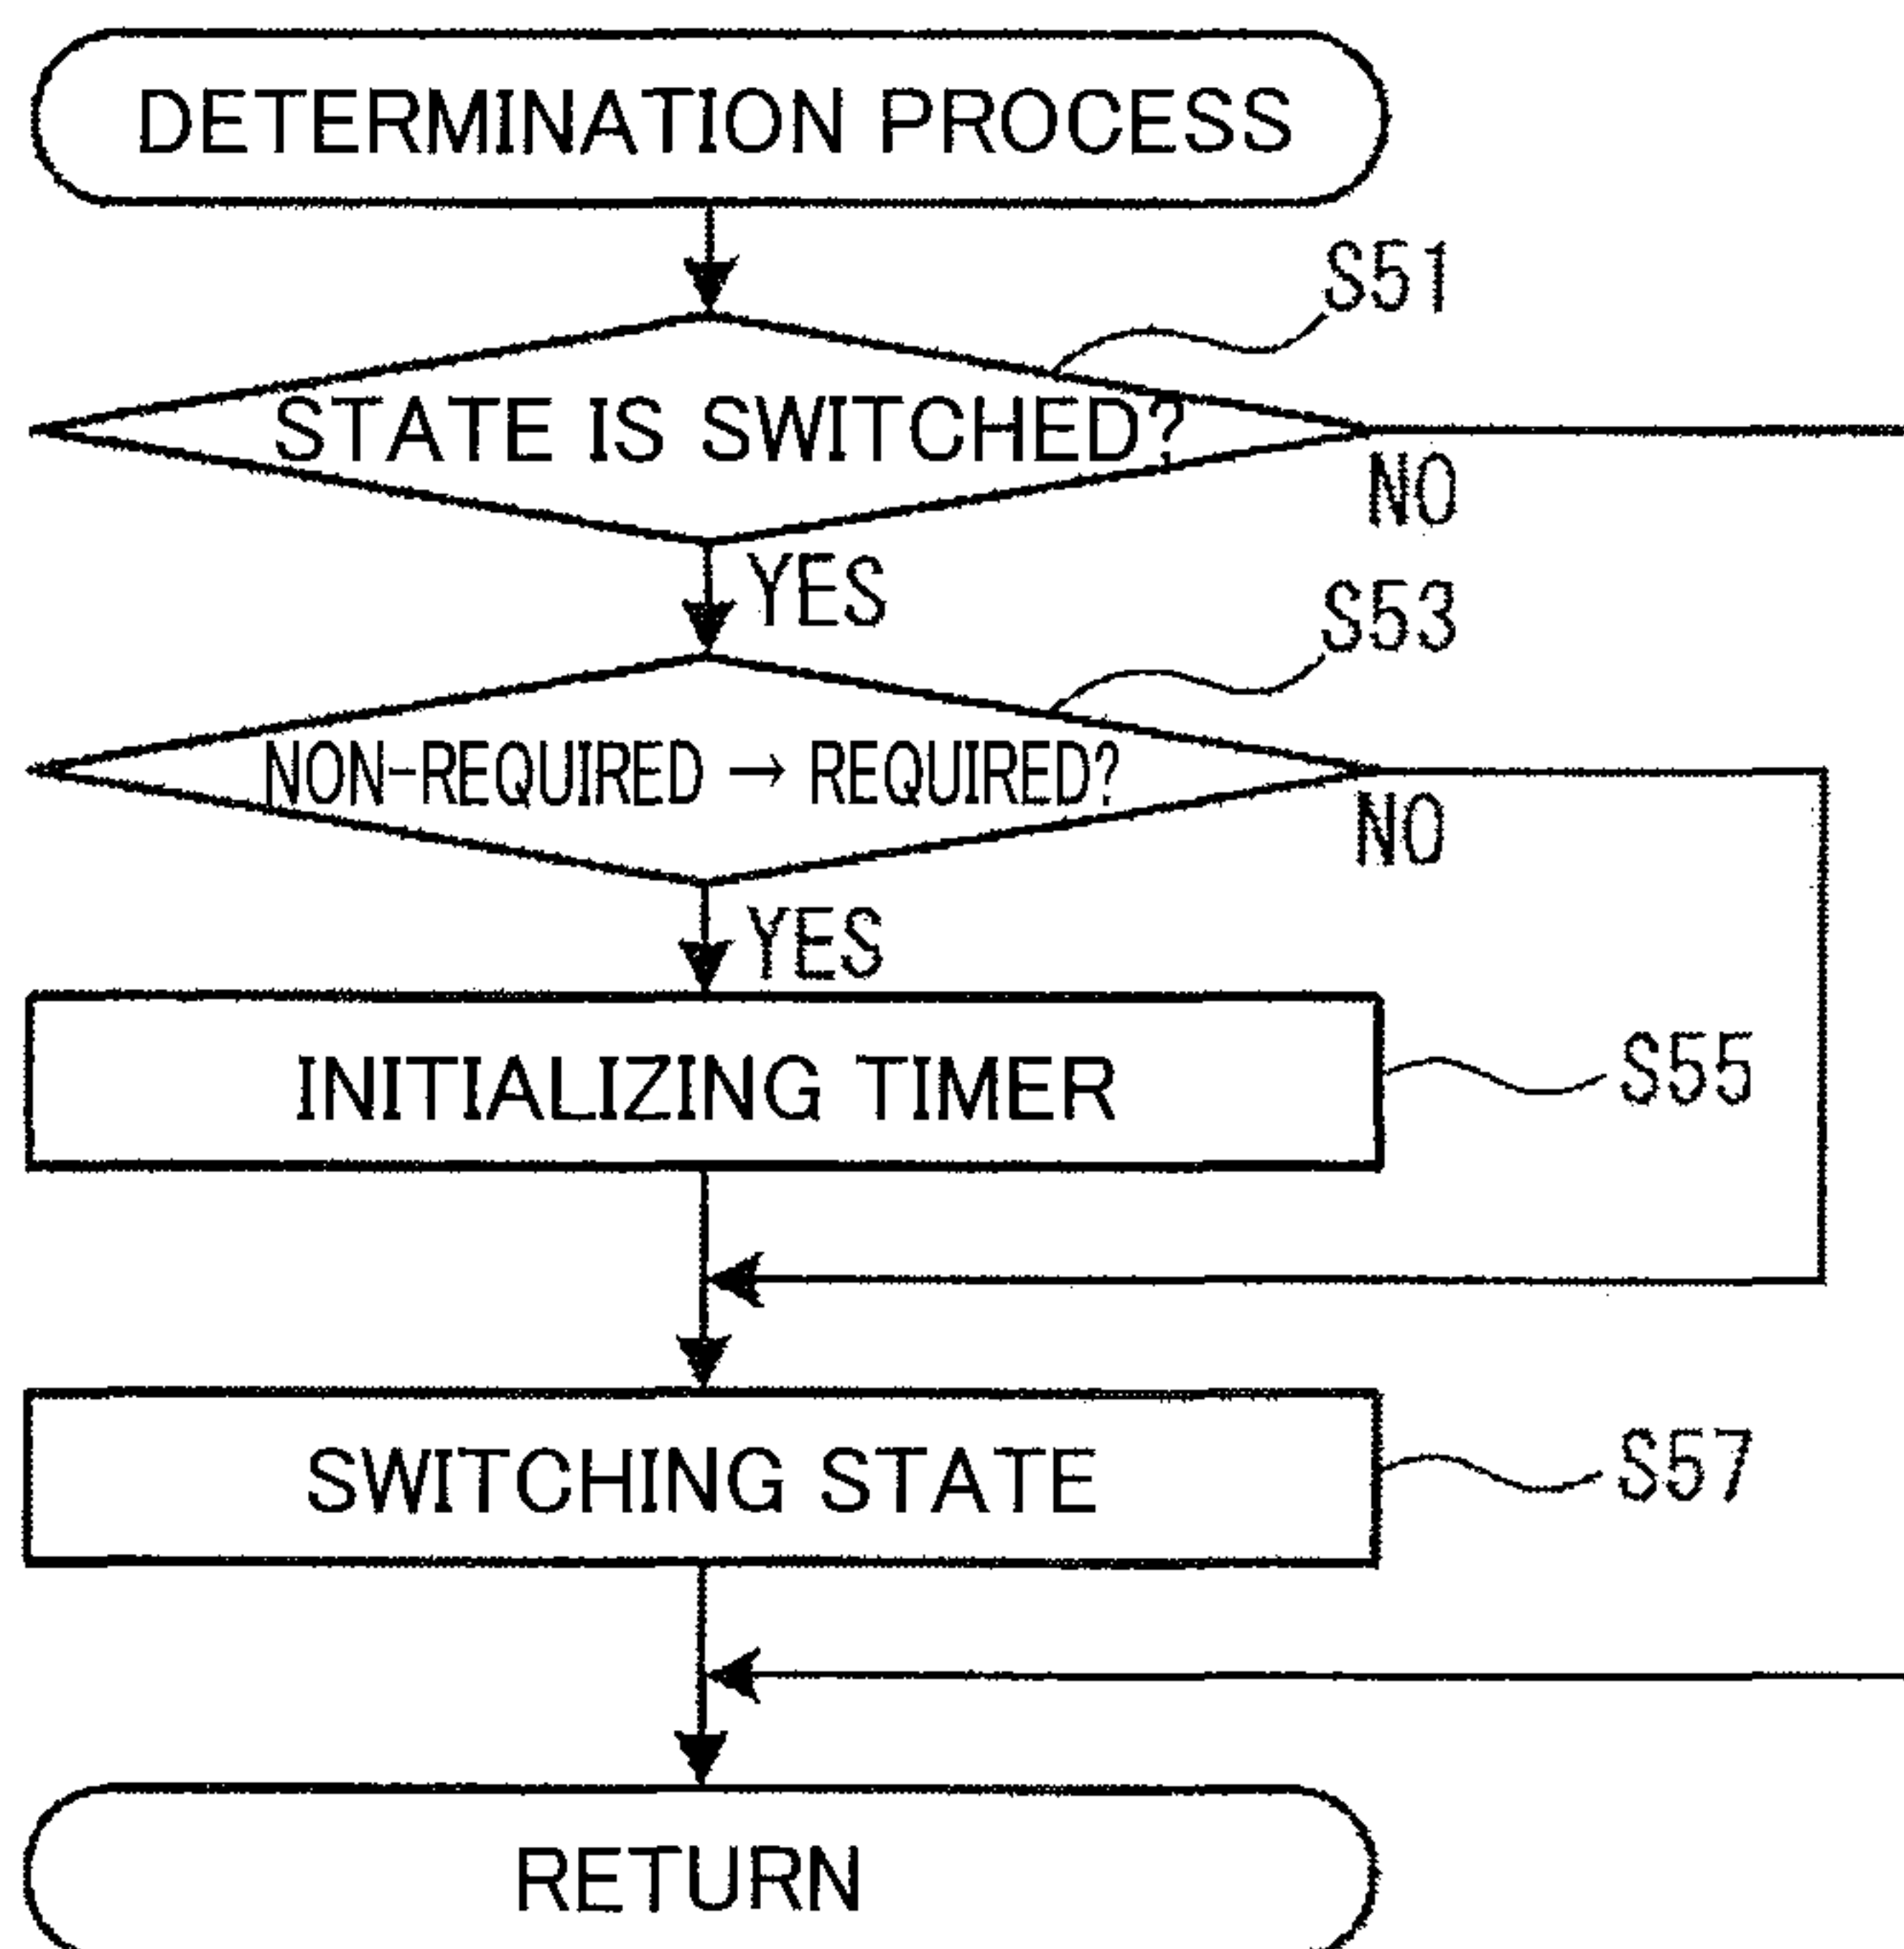 DETERMINATION PROCESS
S51
STATE IS SWITCHED?
NO
YES
S53
NON-REQUIRED → REQUIRED?
NO
YES
INITIALIZING TIMER
S55
SWITCHING STATE
S57
RETURN